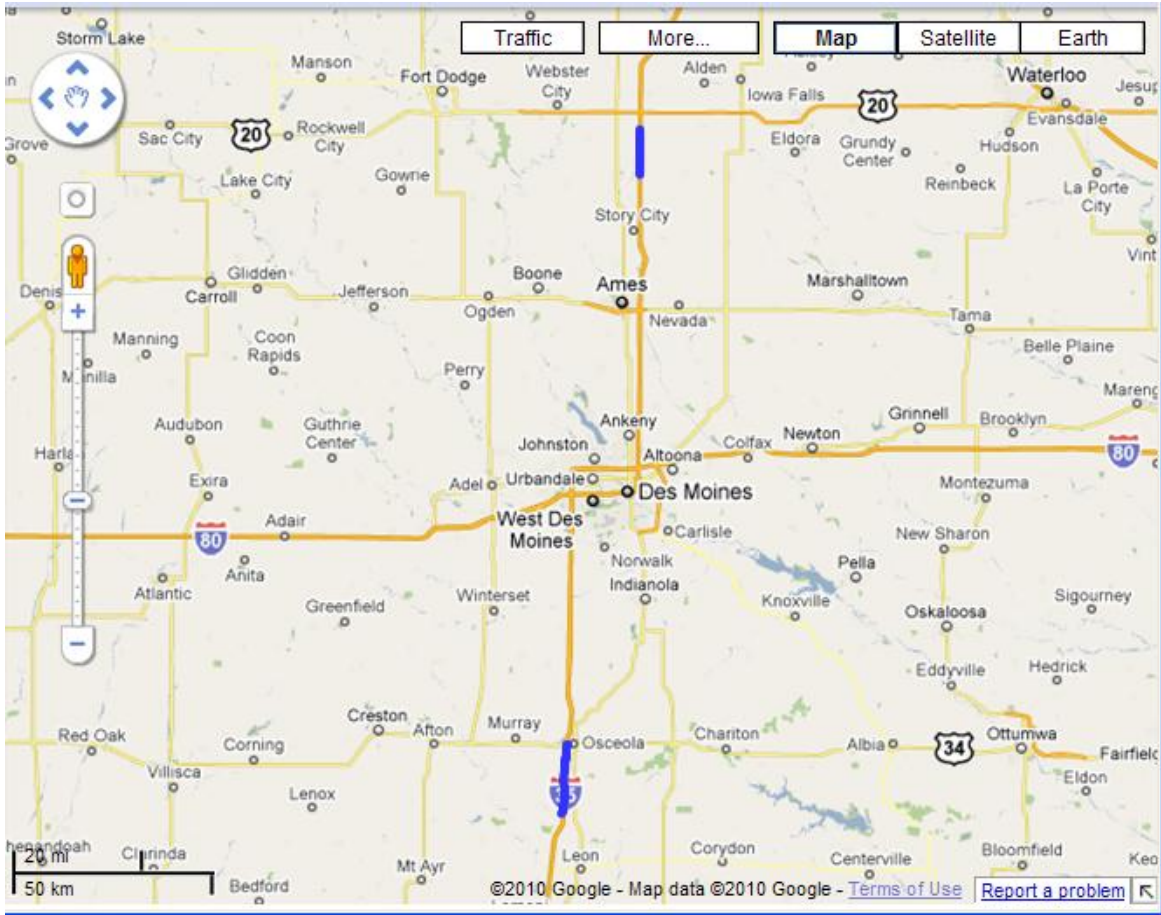 Storm Lake
Traffic
More...
Map
Satellite
Earth
Manson
Fort Dodge
Webster
City
Alden
Iowa Falls
Waterloo
Evansdale
20
20
Sac City
Rockwell
City
Eldora
Grundy
Center
Hudson
Lake City
Gowrie
Reinbeck
La Porte
City
Story City
Vint
Glidden
Carroll
Jefferson
Boone
Ogden
Ames
Nevada
Marshalltown
Tama
Denis
+
Manning
Coon
Rapids
Perry
Belle Plaine
Audubon
Guthrie
Center
Ankeny
Johnston
Urbandale
Altoona
Colfax
Newton
Grinnell
Brooklyn
Mareng
80
Harla
Exira
Adel
Des Moines
Montezuma
West Des
Moines
Adair
80
Carlisle
New Sharon
Anita
Atlantic
Norwalk
Indianola
Pella
Greenfield
Winterset
Knoxville
Oskaloosa
Sigourney
−
Eddyville
Hedrick
Red Oak
Corning
Creston
Afton
Murray
Osceola
Chariton
Albia
34
Ottumwa
Fairfield
Villisca
Lenox
Eldon
henandoah
Clarinda
Mt Ayr
Leon
Corydon
Centerville
Bloomfield
Keo
20 mi
50 km
Bedford
©2010 Google - Map data ©2010 Google - Terms of Use
Report a problem